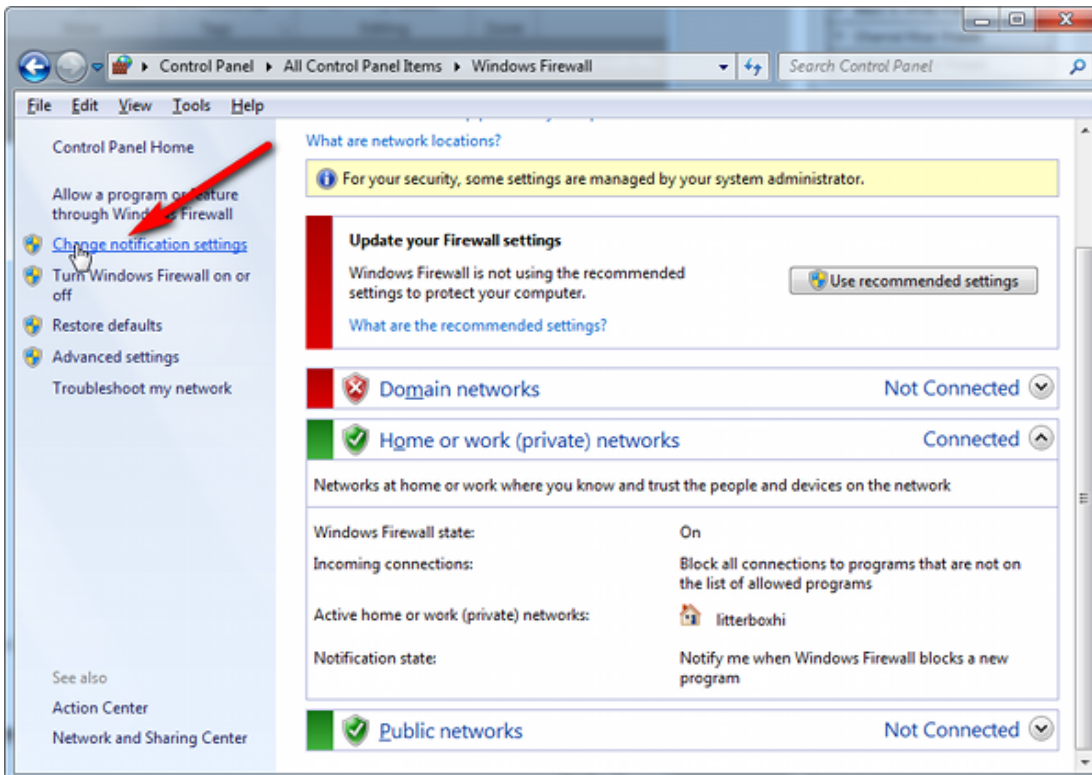 Control Panel ▸ All Control Panel Items ▸ Windows Firewall
Search Control Panel
File Edit View Tools Help
Control Panel Home
Allow a program or feature
through Windows Firewall
Change notification settings
Turn Windows Firewall on or
off
Restore defaults
Advanced settings
Troubleshoot my network
See also
Action Center
Network and Sharing Center
What are network locations?
For your security, some settings are managed by your system administrator.
Update your Firewall settings
Windows Firewall is not using the recommended
settings to protect your computer.
Use recommended settings
What are the recommended settings?
Domain networks Not Connected
Home or work (private) networks Connected
Networks at home or work where you know and trust the people and devices on the network
Windows Firewall state: On
Incoming connections: Block all connections to programs that are not on
the list of allowed programs
Active home or work (private) networks: litterboxhi
Notification state: Notify me when Windows Firewall blocks a new
program
Public networks Not Connected